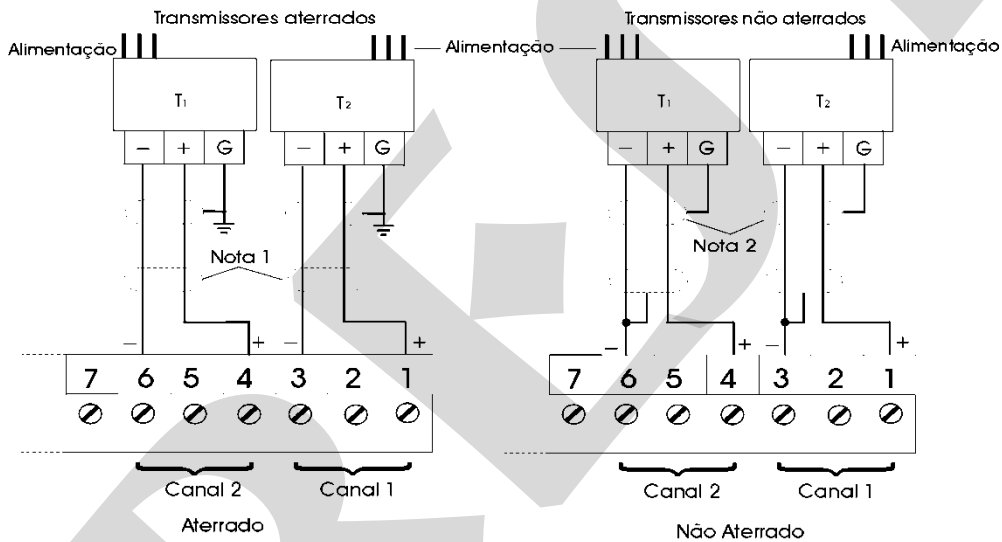 Transmissores aterrados
Transmissores não aterrados
Alimentação
Alimentação
Alimentação
T1
T2
T1
T2
− + G
− + G
− + G
− + G
Nota 1
Nota 2
− +
− +
− +
− +
7 6 5 4 3 2 1
7 6 5 4 3 2 1
Canal 2
Canal 1
Canal 2
Canal 1
Aterrado
Não Aterrado